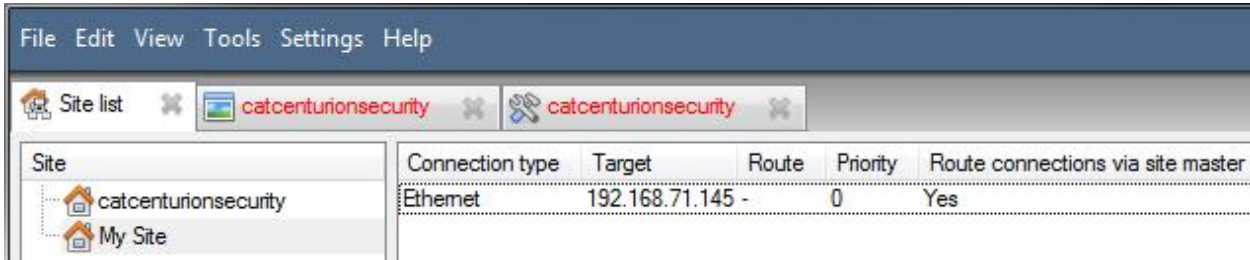 File Edit View Tools Settings Help
Site list catcenturionsecurity catcenturionsecurity
Site Connection type Target Route Priority Route connections via site master
catcenturionsecurity Ethernet 192.168.71.145 - 0 Yes
My Site